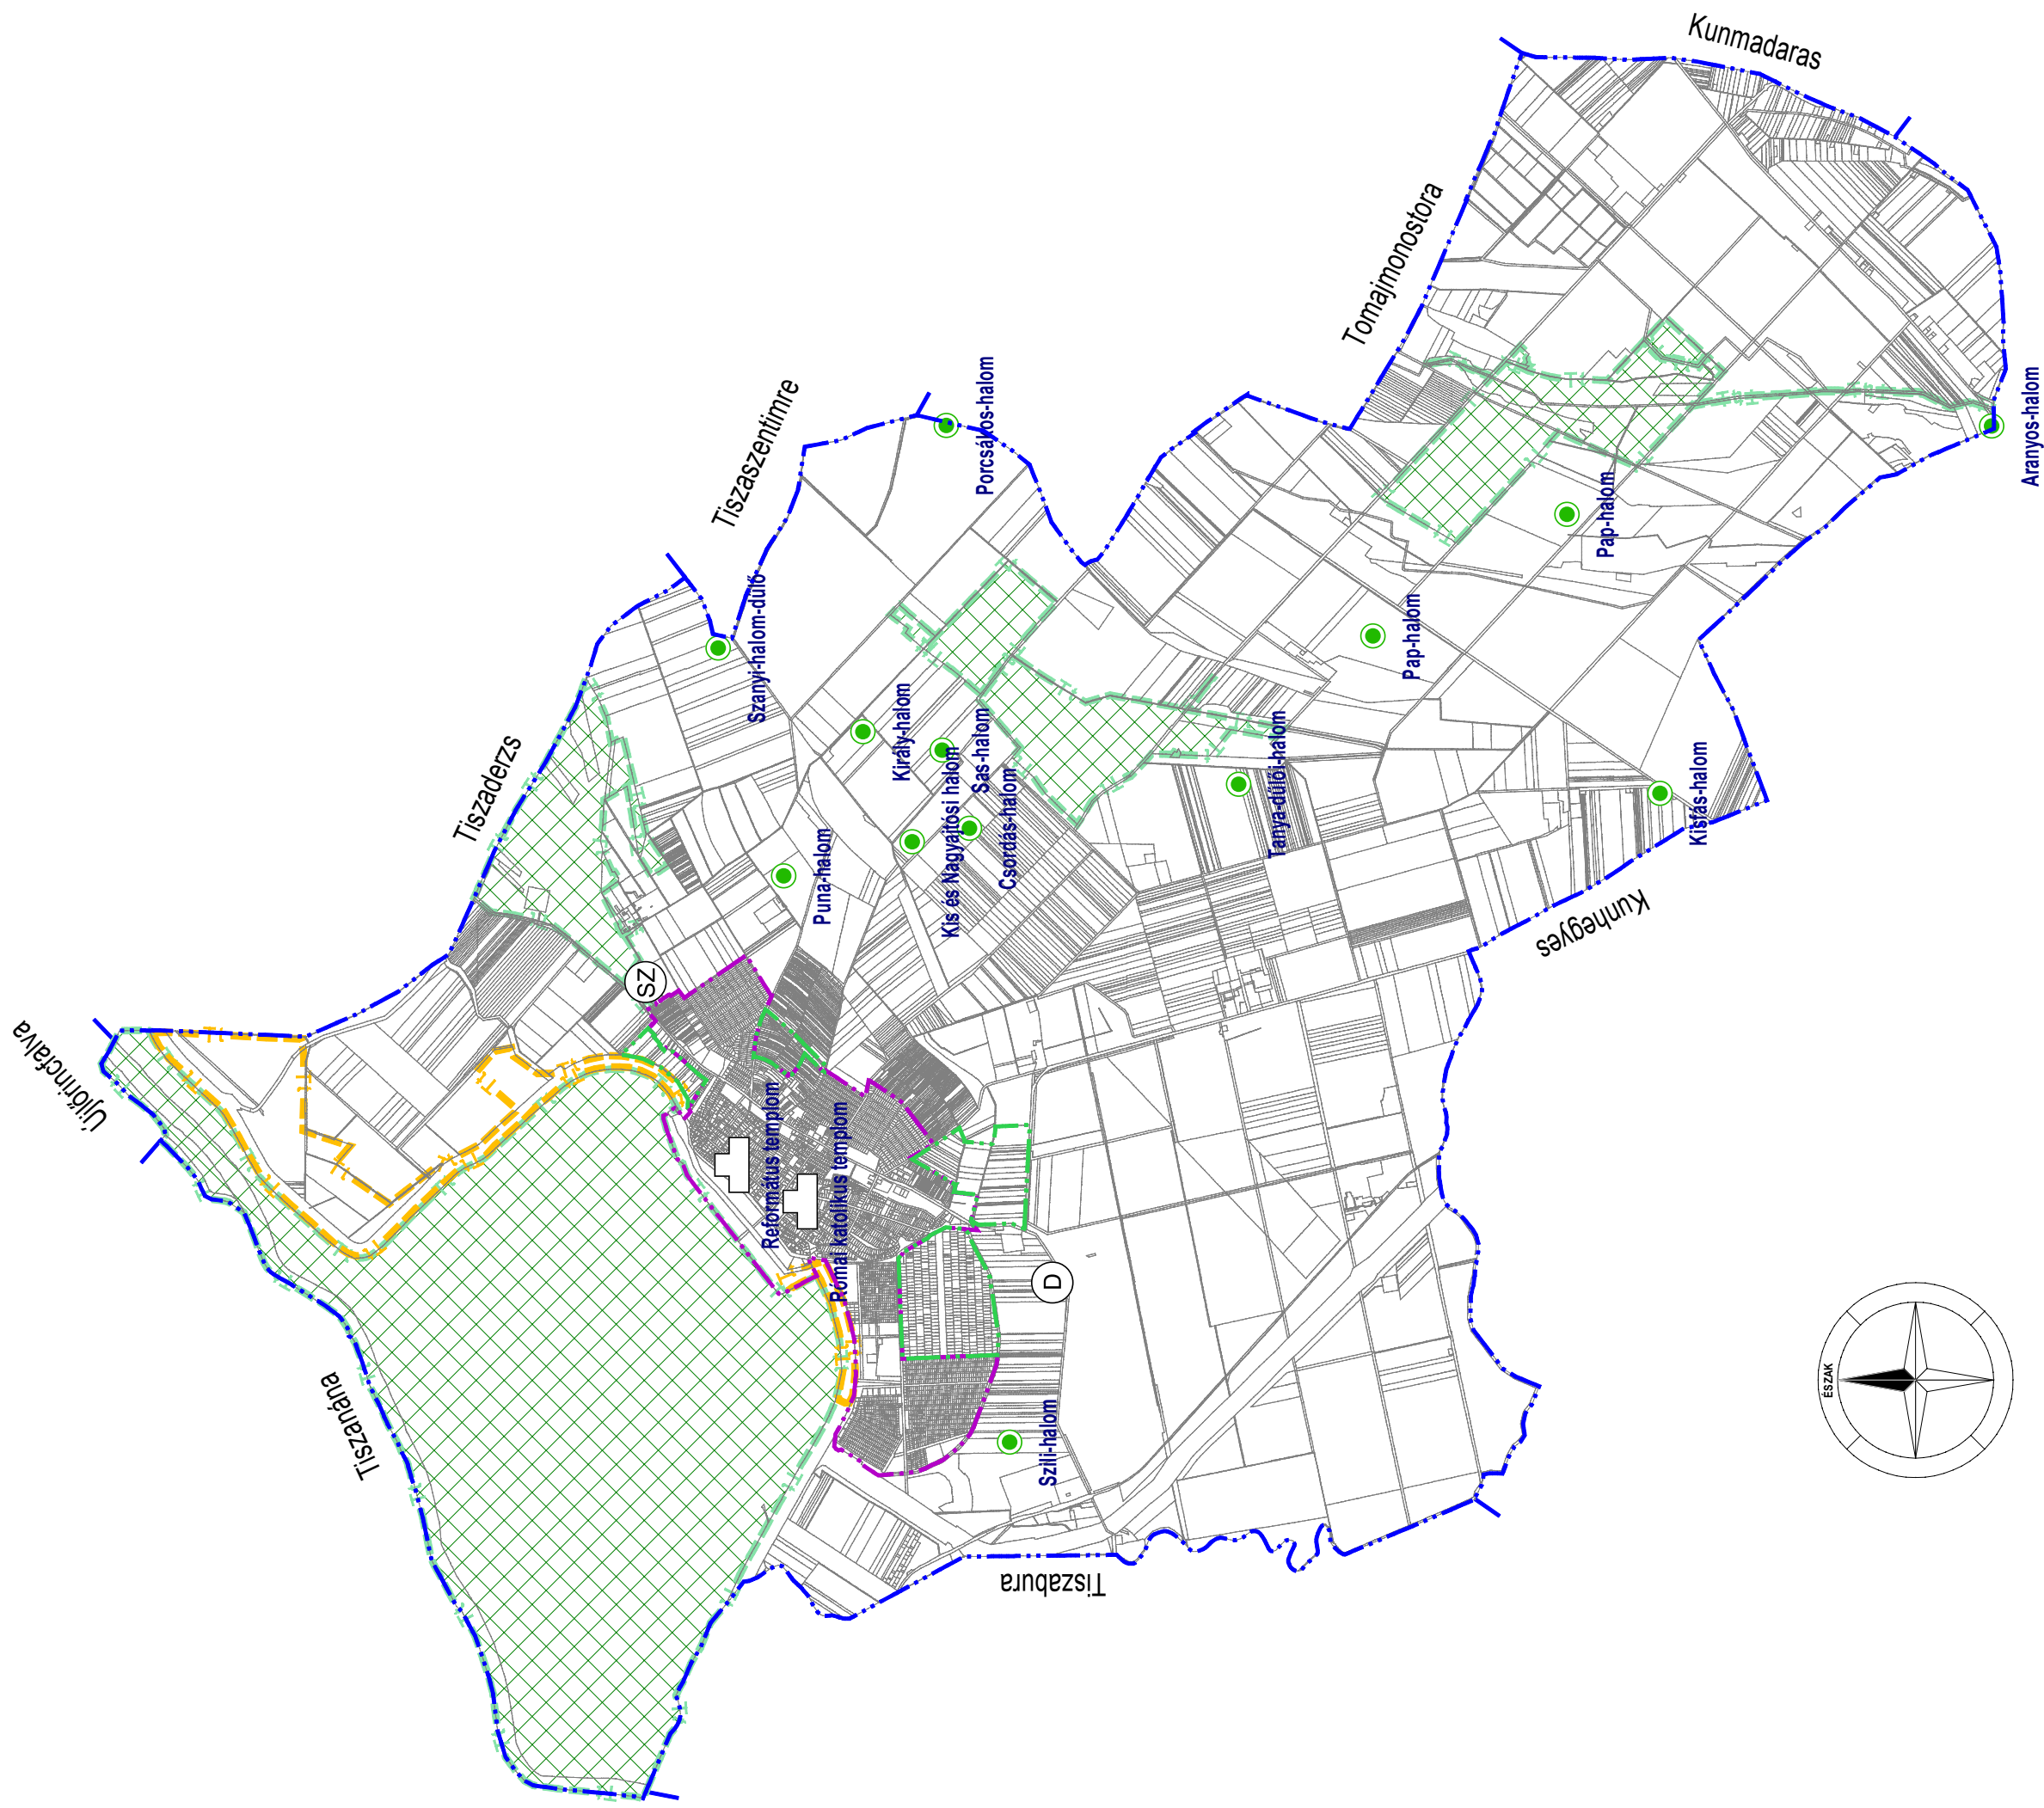 Kunmadaras
Tomajmonostora
Tiszaszentimre
Porcsálkos-halom
Aranyos-halom
Pap-halom
Szanyi-halom-dűlő
Pap-halom
Tiszaderzs
Király-halom
Sas-halom
Tanya-dűlői-halom
Kis és Nagyajtósi halom
Csordás-halom
Kisfás-halom
Puna-halom
Kunhegyes
SZ
Újlőrincfalva
Református templom
Római katolikus templom
D
Tiszanána
Szili-halom
ÉSZAK
Tiszabura